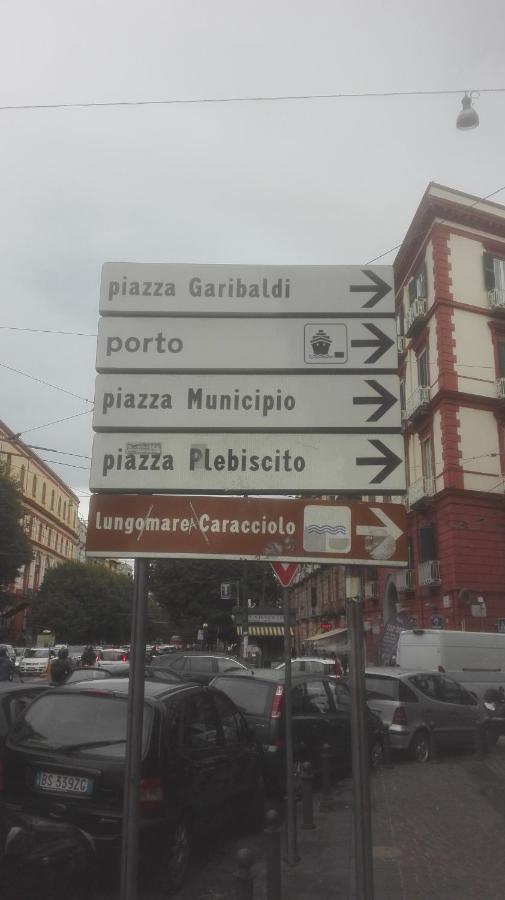 piazza Garibaldi
porto
piazza Municipio
piazza Plebiscito
lungomare Caracciolo
BS 339ZG